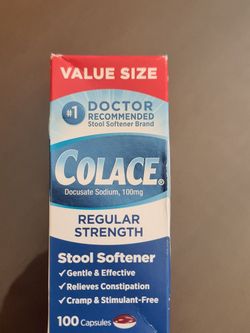 VALUE SIZE
#1 DOCTOR
RECOMMENDED
Stool Softener Brand
COLACE®
Docusate Sodium, 100mg
REGULAR
STRENGTH
Stool Softener
✓ Gentle & Effective
✓ Relieves Constipation
✓ Cramp & Stimulant-Free
100 Capsules